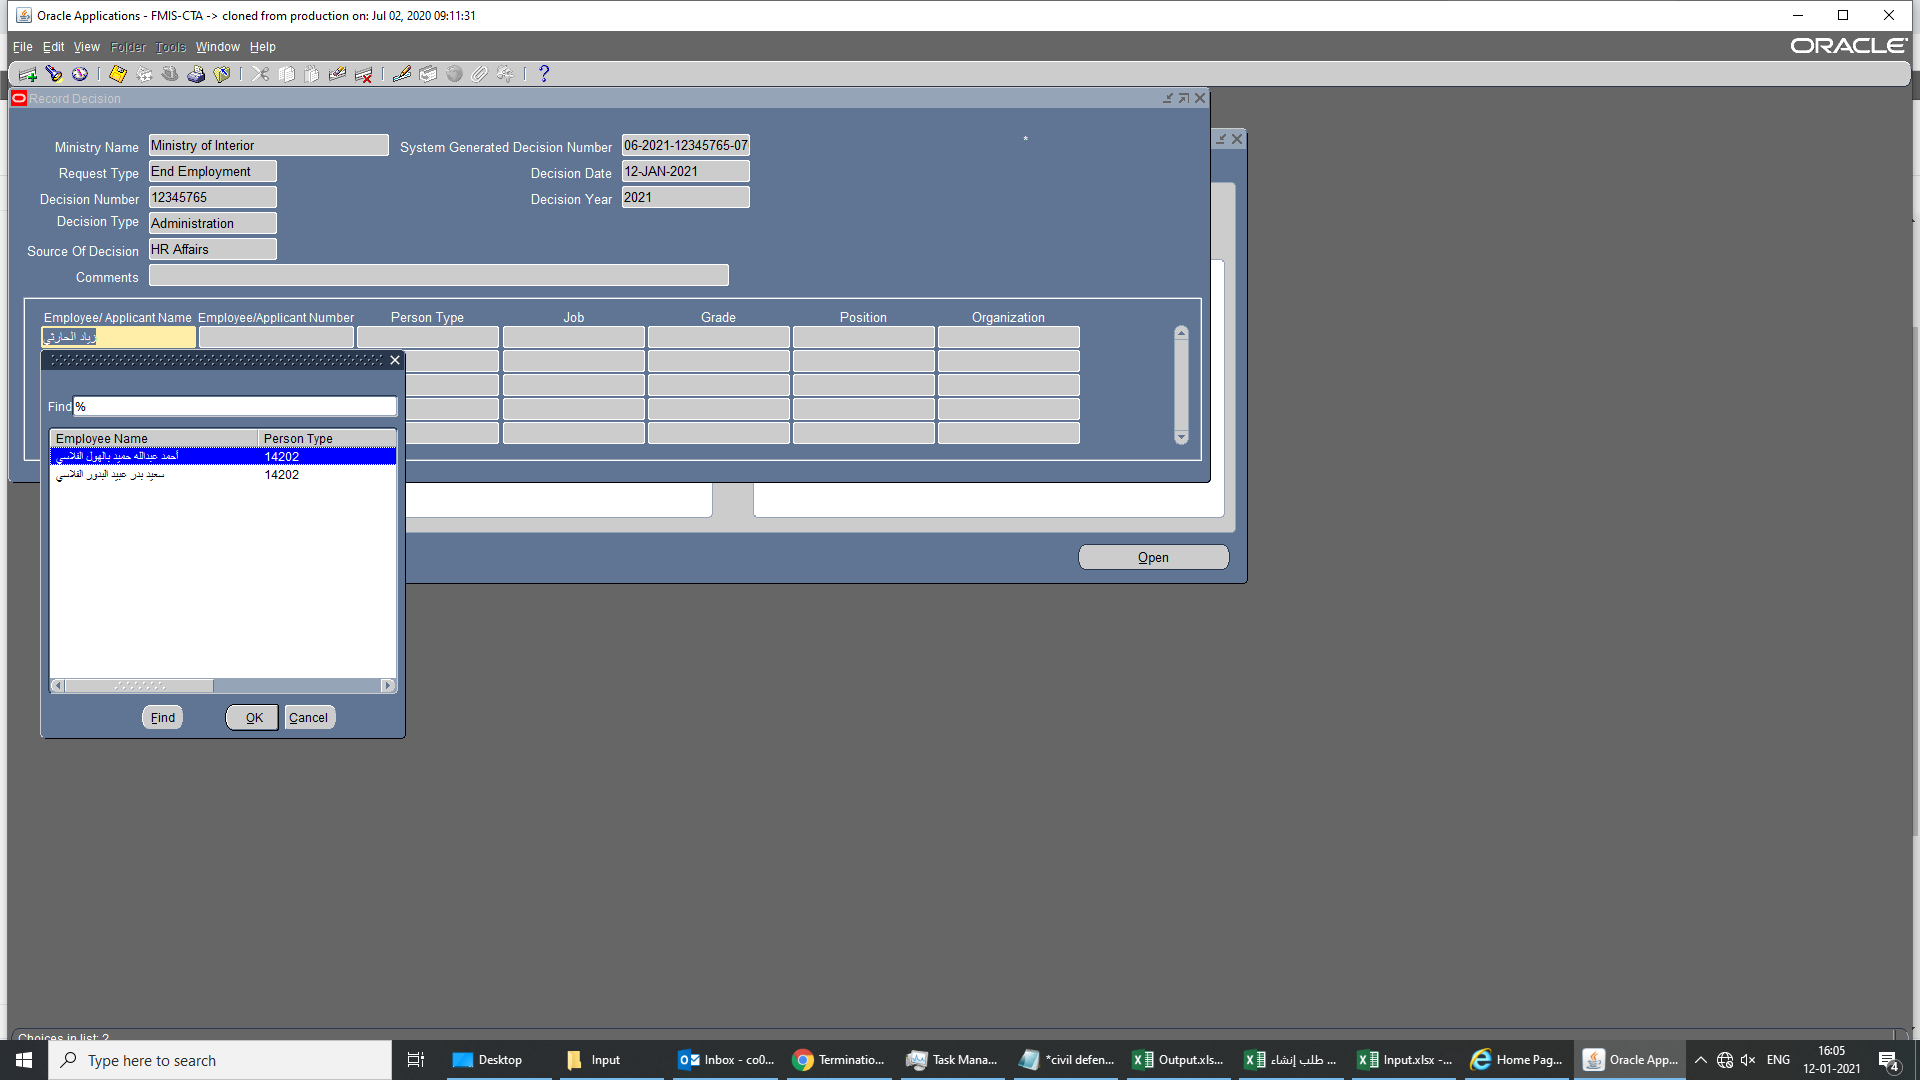 Oracle Applications - FMIS-CTA -> cloned from production on: Jul 02, 2020 09:11:31
File Edit View Folder Tools Window Help
ORACLE
Record Decision
Ministry Name Ministry of Interior System Generated Decision Number 06-2021-12345765-07
*
Request Type End Employment Decision Date 12-JAN-2021
Decision Number 12345765 Decision Year 2021
Decision Type Administration
Source Of Decision HR Affairs
Comments
Employee/ Applicant Name Employee/Applicant Number Person Type Job Grade Position Organization
زياد الحارثي
Find %
Employee Name Person Type
أحمد عبدالله حميد بالهول الفلاسي 14202
سعيد بدر عبيد البدور الفلاسي 14202
Find OK Cancel
Open
Choices in list: 2
Type here to search
Desktop
Input
Inbox - co0...
Terminatio...
Task Mana...
*civil defen...
Output.xls...
طلب إنشاء ...
Input.xlsx -...
Home Pag...
Oracle App...
ENG
16:05
12-01-2021
4